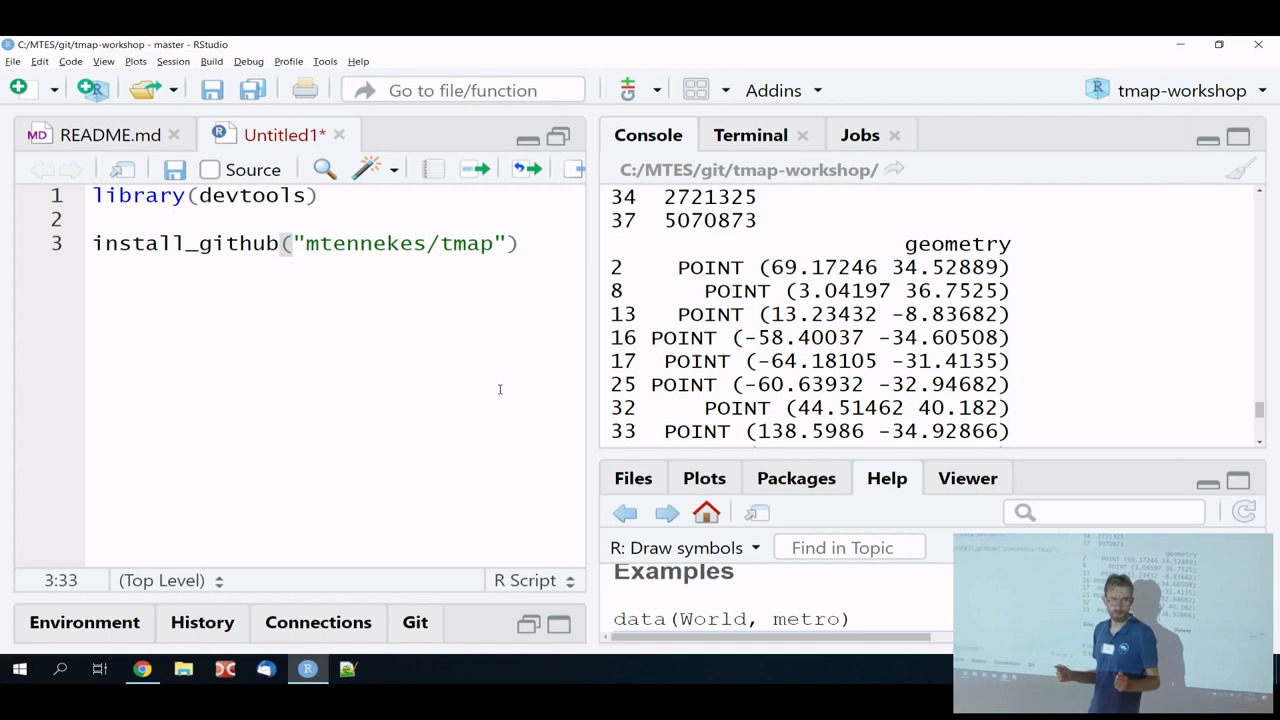 C:/MTES/git/tmap-workshop - master - RStudio
File Edit Code View Plots Session Build Debug Profile Tools Help
Go to file/function Addins tmap-workshop
README.md Untitled1*
Source
1 library(devtools)
2
3 install_github("mtennekes/tmap")
3:33 (Top Level) R Script
Environment History Connections Git
Console Terminal Jobs
C:/MTES/git/tmap-workshop/
34 2721325
37 5070873
geometry
2 POINT (69.17246 34.52889)
8 POINT (3.04197 36.7525)
13 POINT (13.23432 -8.83682)
16 POINT (-58.40037 -34.60508)
17 POINT (-64.18105 -31.4135)
25 POINT (-60.63932 -32.94682)
32 POINT (44.51462 40.182)
33 POINT (138.5986 -34.92866)
Files Plots Packages Help Viewer
R: Draw symbols Find in Topic
Examples
data(World, metro)